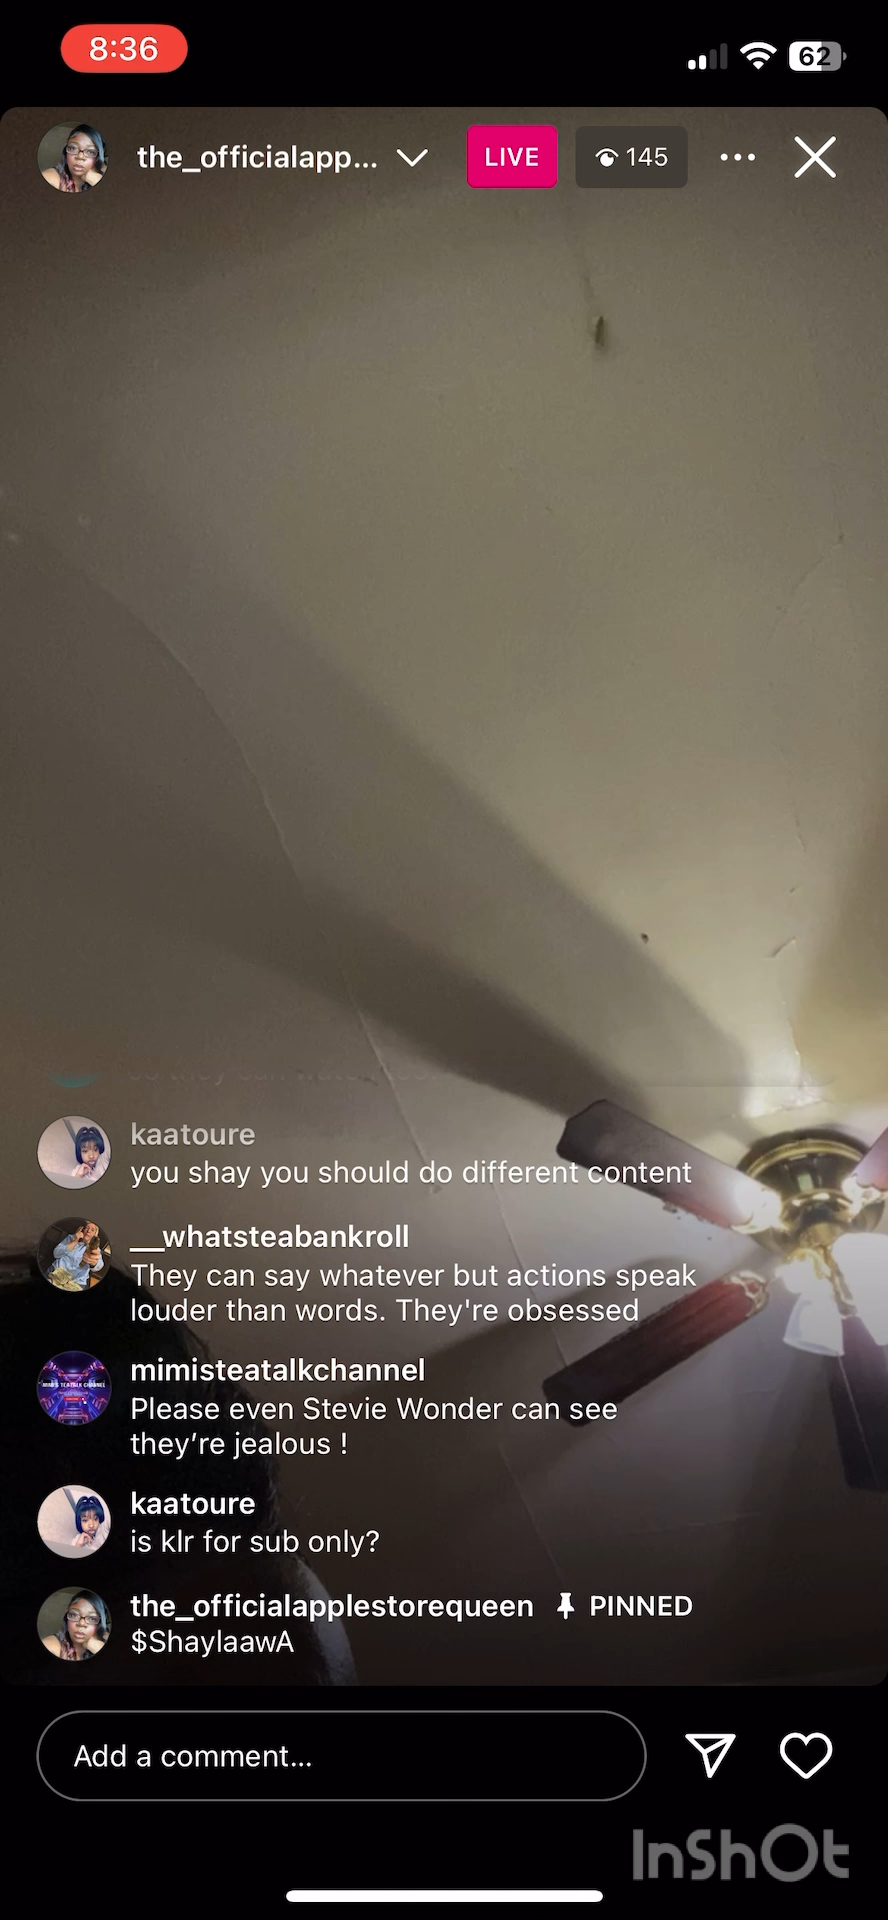 8:36
62
the_officialapp...
LIVE
145
kaatoure
you shay you should do different content
__whatsteabankroll
They can say whatever but actions speak
louder than words. They're obsessed
mimisteatalkchannel
Please even Stevie Wonder can see
they’re jealous !
kaatoure
is klr for sub only?
the_officialapplestorequeen PINNED
$ShaylaawA
Add a comment...
InShOt